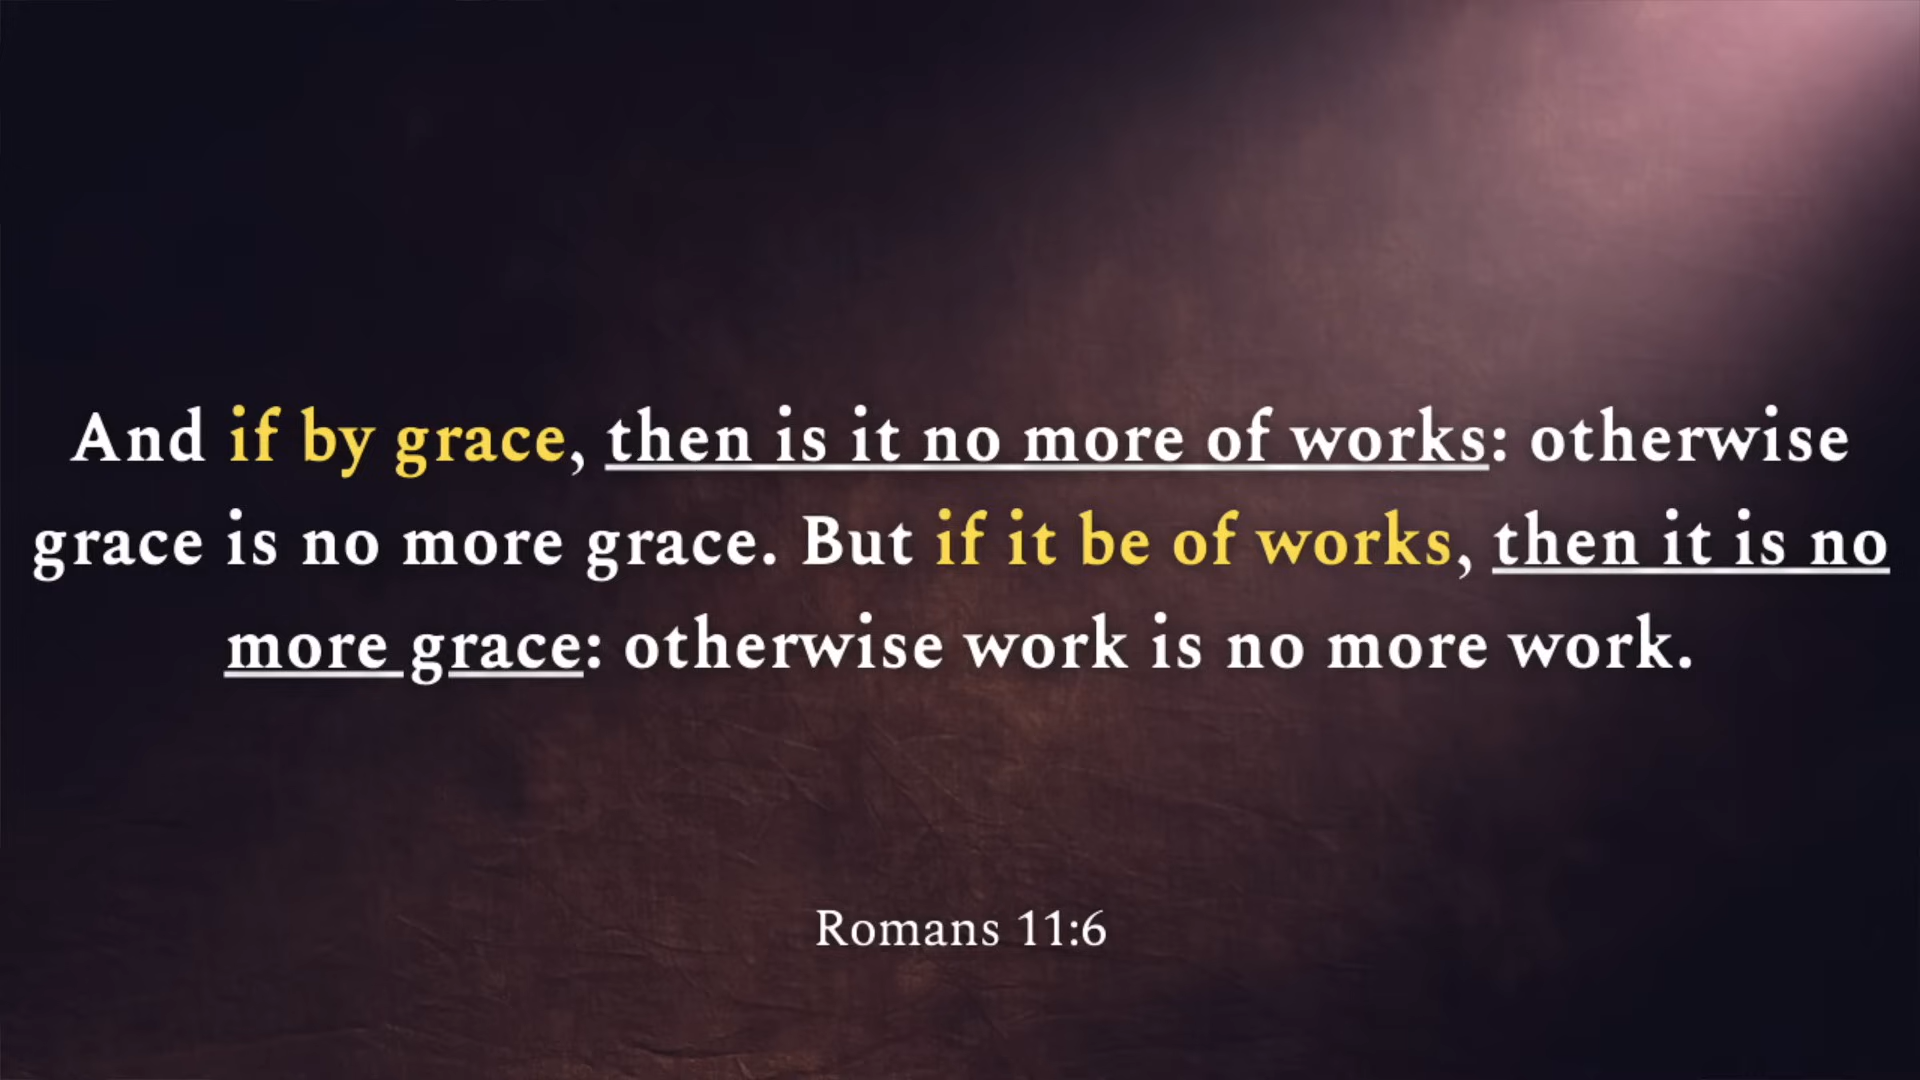 And if by grace, then is it no more of works: otherwise
grace is no more grace. But if it be of works, then it is no
more grace: otherwise work is no more work.
Romans 11:6